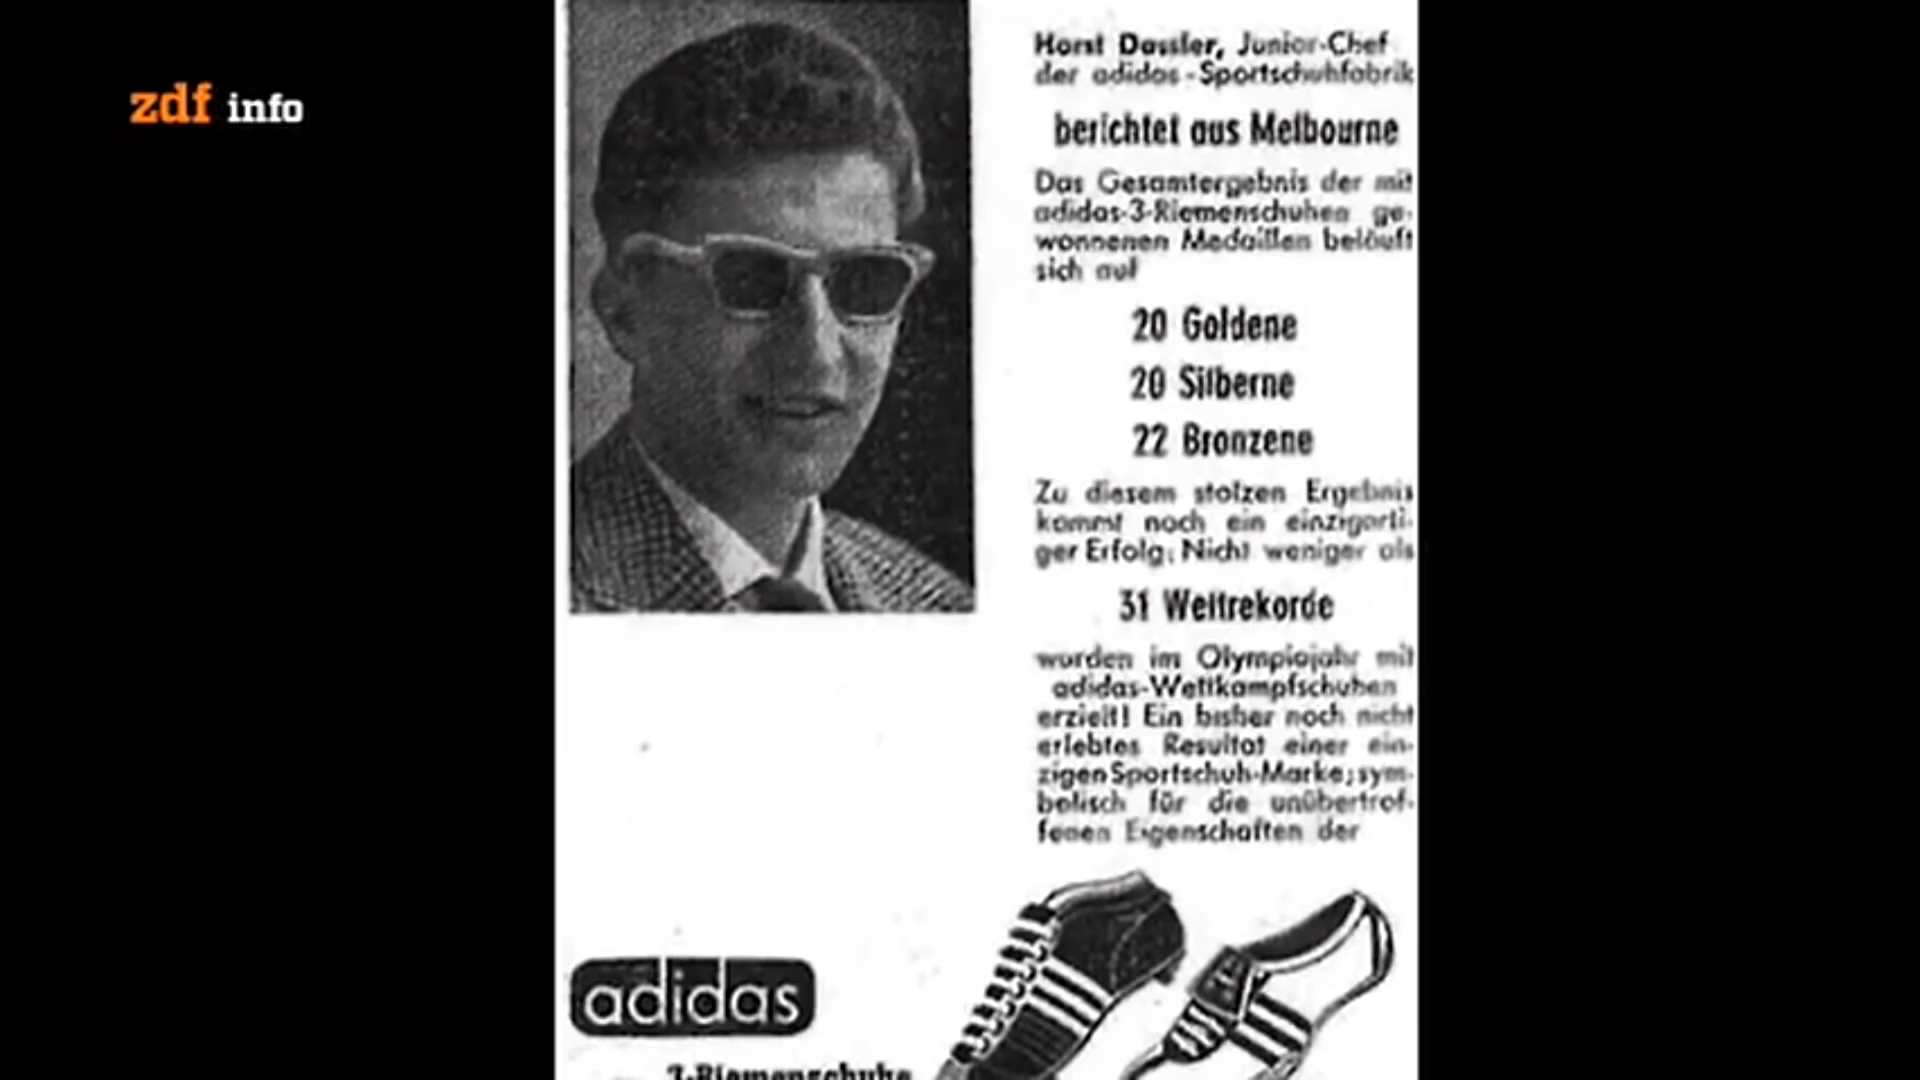 zdf info
Horst Dassler, Junior-Chef
der adidas-Sportschuhfabrik
berichtet aus Melbourne
Das Gesamtergebnis der mit
adidas-3-Riemenschuhen ge-
wonnenen Medaillen beläuft
sich auf
20 Goldene
20 Silberne
22 Bronzene
Zu diesem stolzen Ergebnis
kommt noch ein einzigarti-
ger Erfolg: Nicht weniger als
31 Weltrekorde
wurden im Olympiajahr mit
adidas-Wettkampfschuhen
erzielt! Ein bisher noch nicht
erlebtes Resultat einer ein-
zigen Sportschuh-Marke; sym-
bolisch für die unübertrof-
fenen Eigenschaften der
adidas
3-Riemenschuhe